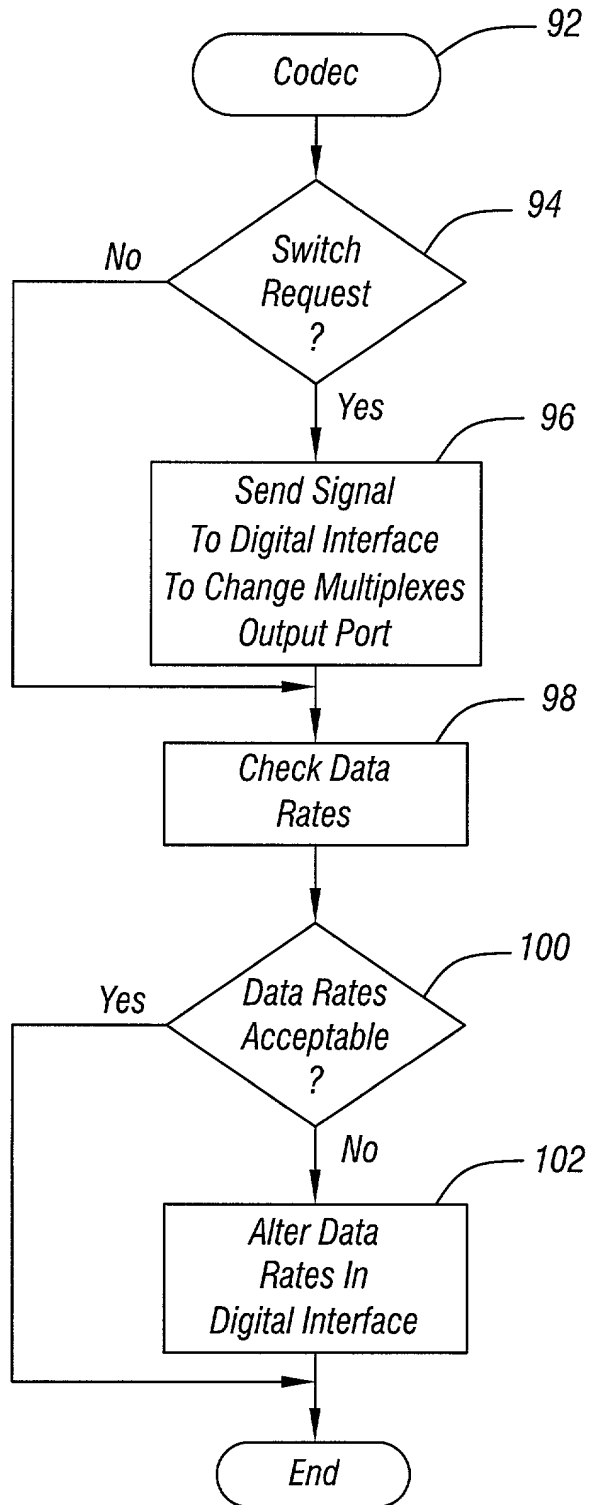 92
Codec
94
No
Switch
Request
?
Yes
96
Send Signal
To Digital Interface
To Change Multiplexes
Output Port
98
Check Data
Rates
100
Yes
Data Rates
Acceptable
?
No
102
Alter Data
Rates In
Digital Interface
End